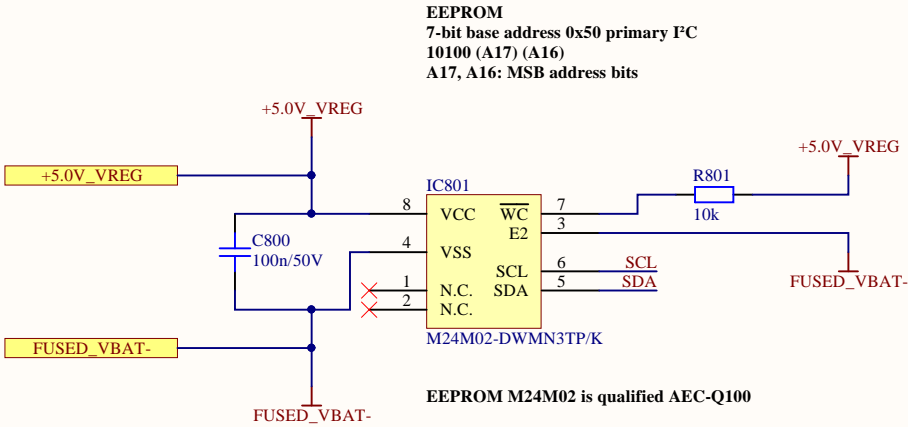 EEPROM
7-bit base address 0x50 primary I²C
10100 (A17) (A16)
A17, A16: MSB address bits
+5.0V_VREG
+5.0V_VREG
+5.0V_VREG
R801
10k
IC801
8 VCC
WC 7
E2 3
C800
100n/50V
4 VSS
SCL 6 SCL
SDA 5 SDA
1 N.C.
2 N.C.
FUSED_VBAT-
M24M02-DWMN3TP/K
FUSED_VBAT-
EEPROM M24M02 is qualified AEC-Q100
FUSED_VBAT-